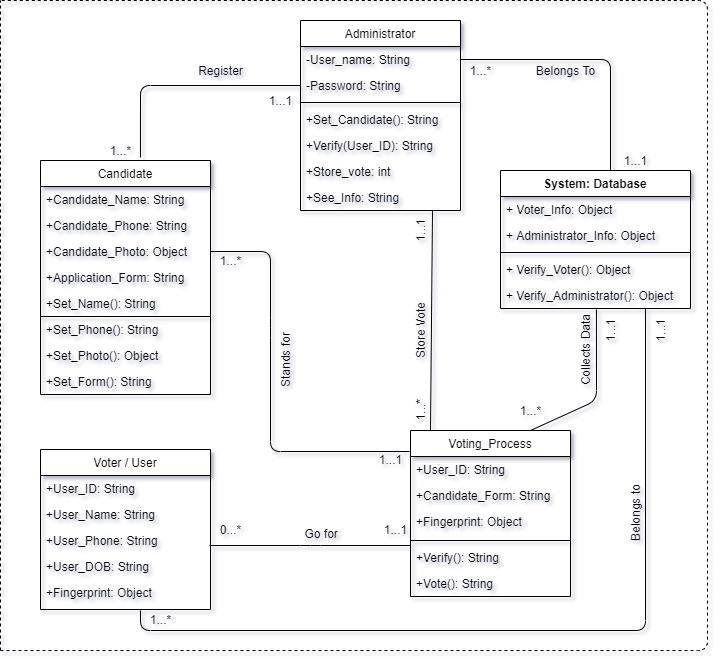 Administrator
-User_name: String
-Password: String
+Set_Candidate(): String
+Verify(User_ID): String
+Store_vote: int
+See_Info: String
Register
1...1
1...*
1...*
Belongs To
1...1
Candidate
+Candidate_Name: String
+Candidate_Phone: String
+Candidate_Photo: Object
+Application_Form: String
+Set_Name(): String
+Set_Phone(): String
+Set_Photo(): Object
+Set_Form(): String
System: Database
+ Voter_Info: Object
+ Administrator_Info: Object
+ Verify_Voter(): Object
+ Verify_Administrator(): Object
1...*
Stands for
1...1
1...1
Store Vote
1...*
1...1
Collects Data
1...*
1...1
Belongs to
1...*
Voter / User
+User_ID: String
+User_Name: String
+User_Phone: String
+User_DOB: String
+Fingerprint: Object
0...*
Go for
1...1
Voting_Process
+User_ID: String
+Candidate_Form: String
+Fingerprint: Object
+Verify(): String
+Vote(): String